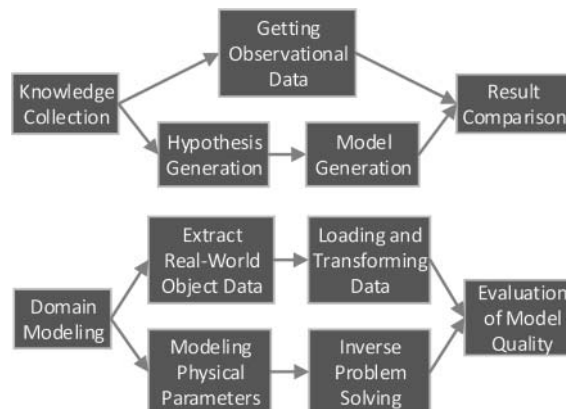 Getting
Observational
Data
Knowledge
Collection
Result
Comparison
Hypothesis
Generation
Model
Generation
Extract
Real-World
Object Data
Loading and
Transforming
Data
Domain
Modeling
Evaluation
of Model
Quality
Modeling
Physical
Parameters
Inverse
Problem
Solving